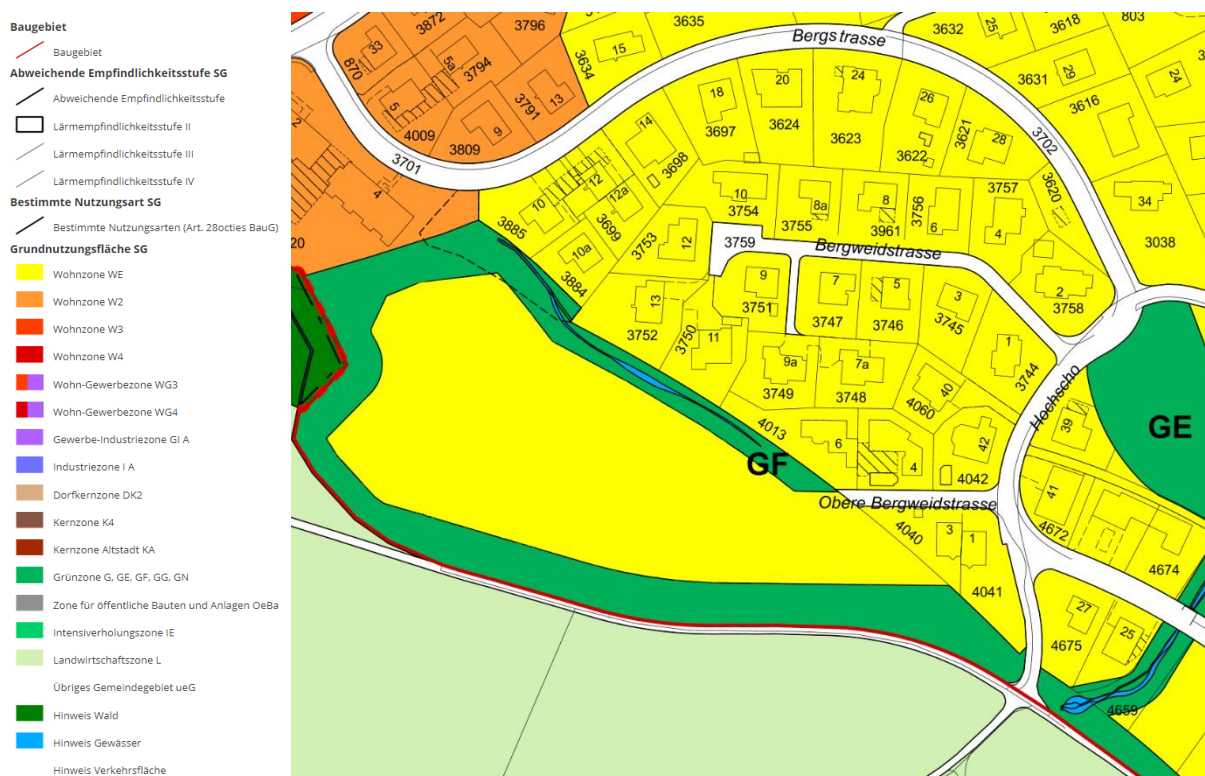 Baugebiet
Baugebiet
Abweichende Empfindlichkeitsstufe SG
Abweichende Empfindlichkeitsstufe
Lärmempfindlichkeitsstufe II
Lärmempfindlichkeitsstufe III
Lärmempfindlichkeitsstufe IV
Bestimmte Nutzungsart SG
Bestimmte Nutzungsarten (Art. 28octies BauG)
Grundnutzungsfläche SG
Wohnzone WE
Wohnzone W2
Wohnzone W3
Wohnzone W4
Wohn-Gewerbezone WG3
Wohn-Gewerbezone WG4
Gewerbe-Industriezone GI A
Industriezone I A
Dorfkernzone DK2
Kernzone K4
Kernzone Altstadt KA
Grünzone G, GE, GF, GG, GN
Zone für öffentliche Bauten und Anlagen OeBa
Intensiverholungszone IE
Landwirtschaftszone L
Übriges Gemeindegebiet ueG
Hinweis Wald
Hinweis Gewässer
Hinweis Verkehrsfläche
3872
3796
3635
3632
3618
803
33
5a
15
Bergstrasse
25
870
3794
3634
3631
29
24
5
3791
13
18
20
24
26
3616
4009
9
14
3697
3624
3623
3621
28
3702
3809
3622
3701
3698
4
12
12a
10
3757
3620
34
10
3699
3754
8a
8
3756
3885
3755
3961
6
4
3038
20
10a
3753
12
3759
Bergweidstrasse
3884
9
7
5
3
2
13
3751
3758
3752
3750
11
3747
3746
3745
1
3744
9a
7a
40
Hochscho
3749
3748
4060
39
GE
4013
6
42
GF
4
4042
41
Obere Bergweidstrasse
4040
3
1
4672
4674
4041
27
25
4675
4659